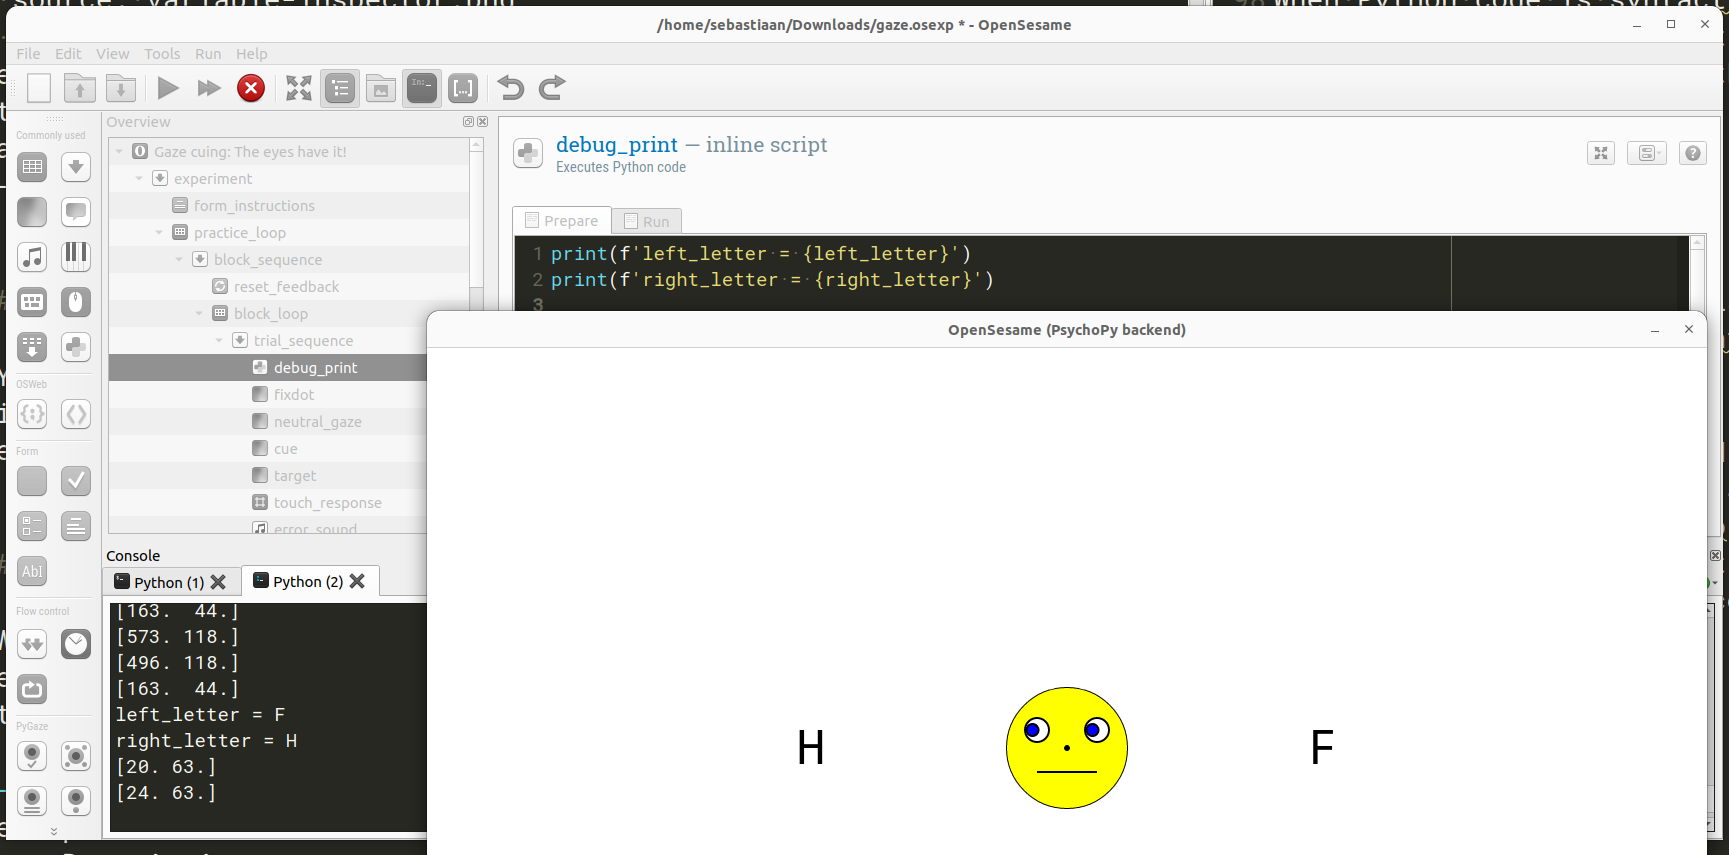 /home/sebastiaan/Downloads/gaze.osexp * - OpenSesame
File Edit View Tools Run Help
Overview
Commonly used
OSWeb
Form
AbI
Flow control
PyGaze
Gaze cuing: The eyes have it!
experiment
form_instructions
practice_loop
block_sequence
reset_feedback
block_loop
trial_sequence
debug_print
fixdot
neutral_gaze
cue
target
touch_response
error_sound
debug_print — inline script
Executes Python code
Prepare
Run
1 print(f'left_letter = {left_letter}')
2 print(f'right_letter = {right_letter}')
3
Console
Python (1)
Python (2)
[163.  44.]
[573. 118.]
[496. 118.]
[163.  44.]
left_letter = F
right_letter = H
[20. 63.]
[24. 63.]
OpenSesame (PsychoPy backend)
H F